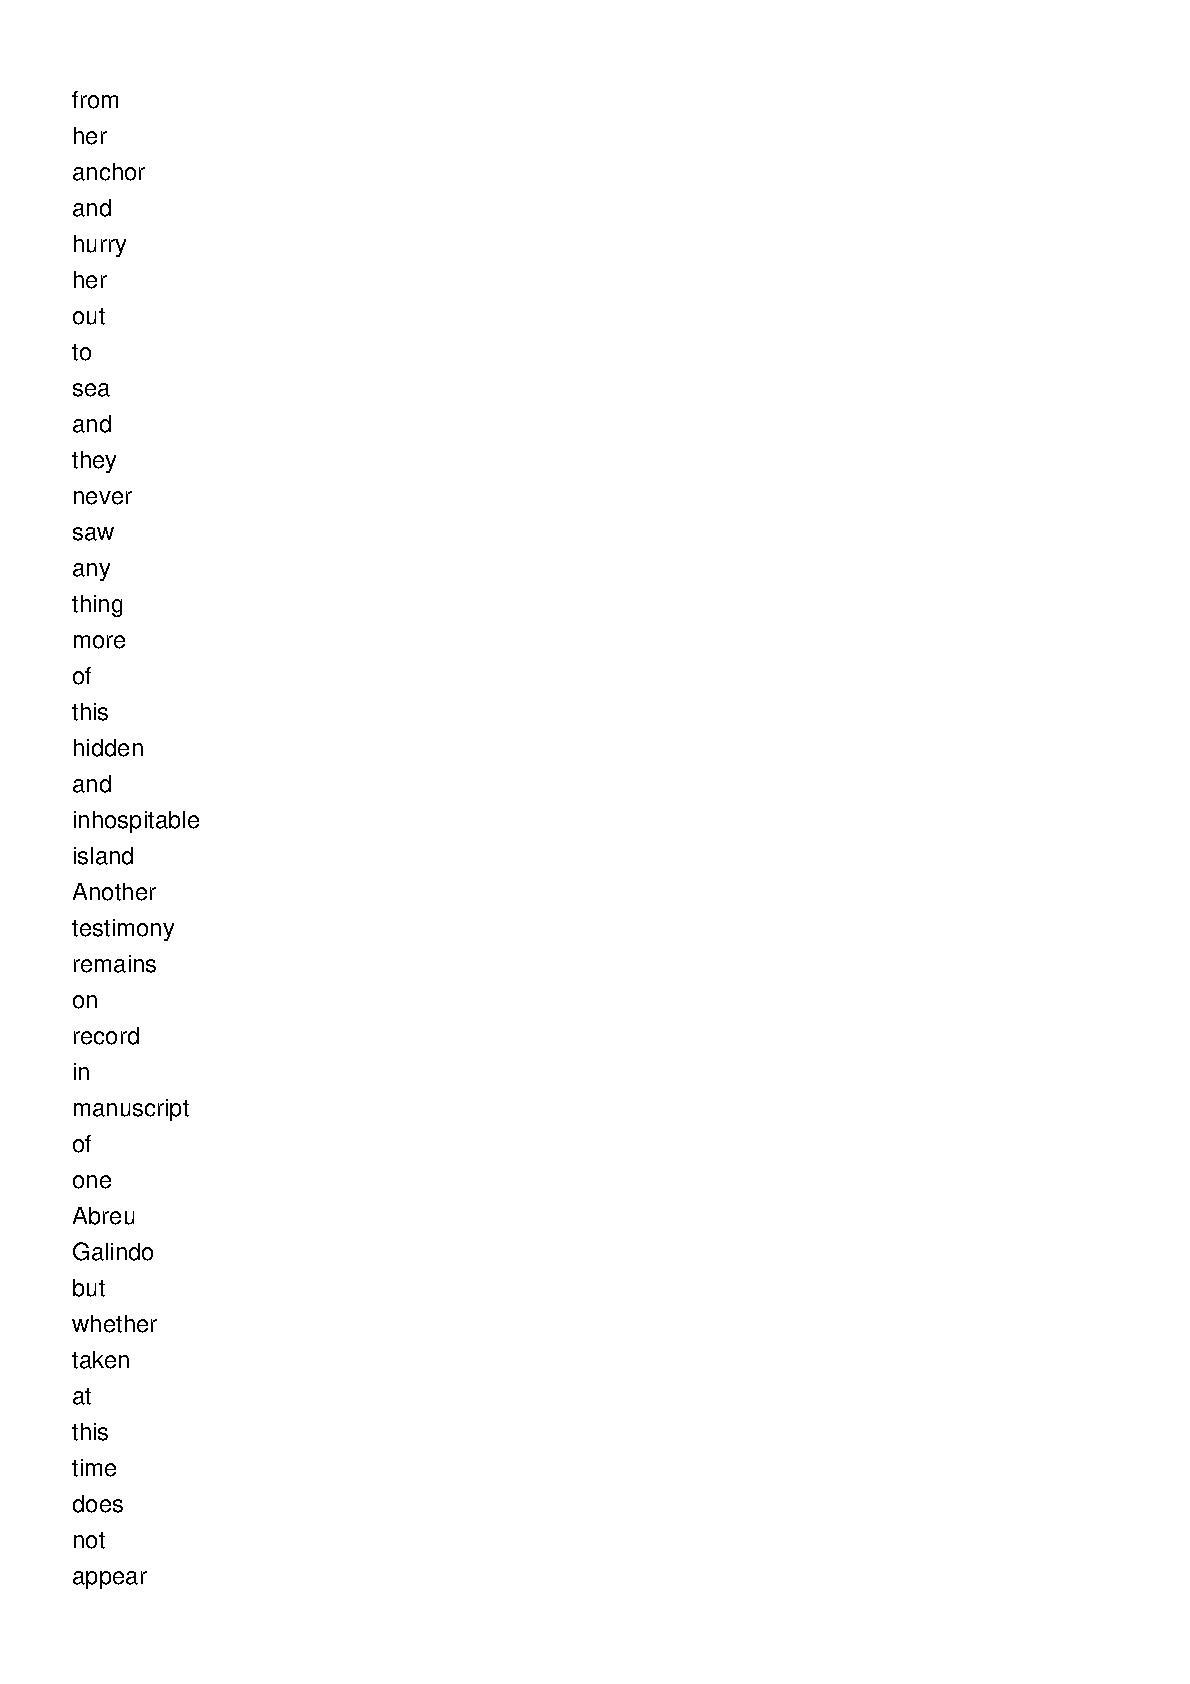 from
her
anchor
and
hurry
her
out
to
sea
and
they
never
saw
any
thing
more
of
this
hidden
and
inhospitable
island
Another
testimony
remains
on
record
in
manuscript
of
one
Abreu
Galindo
but
whether
taken
at
this
time
does
not
appear